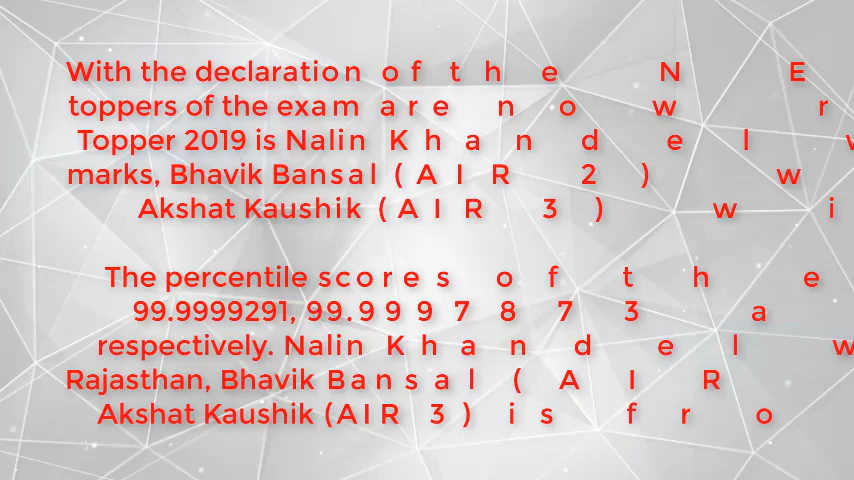 With the declaration of the N E
toppers of the exam are now r
Topper 2019 is Nalin Khandelw
marks, Bhavik Bansal (AIR 2) w
Akshat Kaushik (AIR 3) wi
The percentile scores of the
99.9999291, 99.9997873 a
respectively. Nalin Khandelw
Rajasthan, Bhavik Bansal (AIR
Akshat Kaushik (AIR 3) is fro